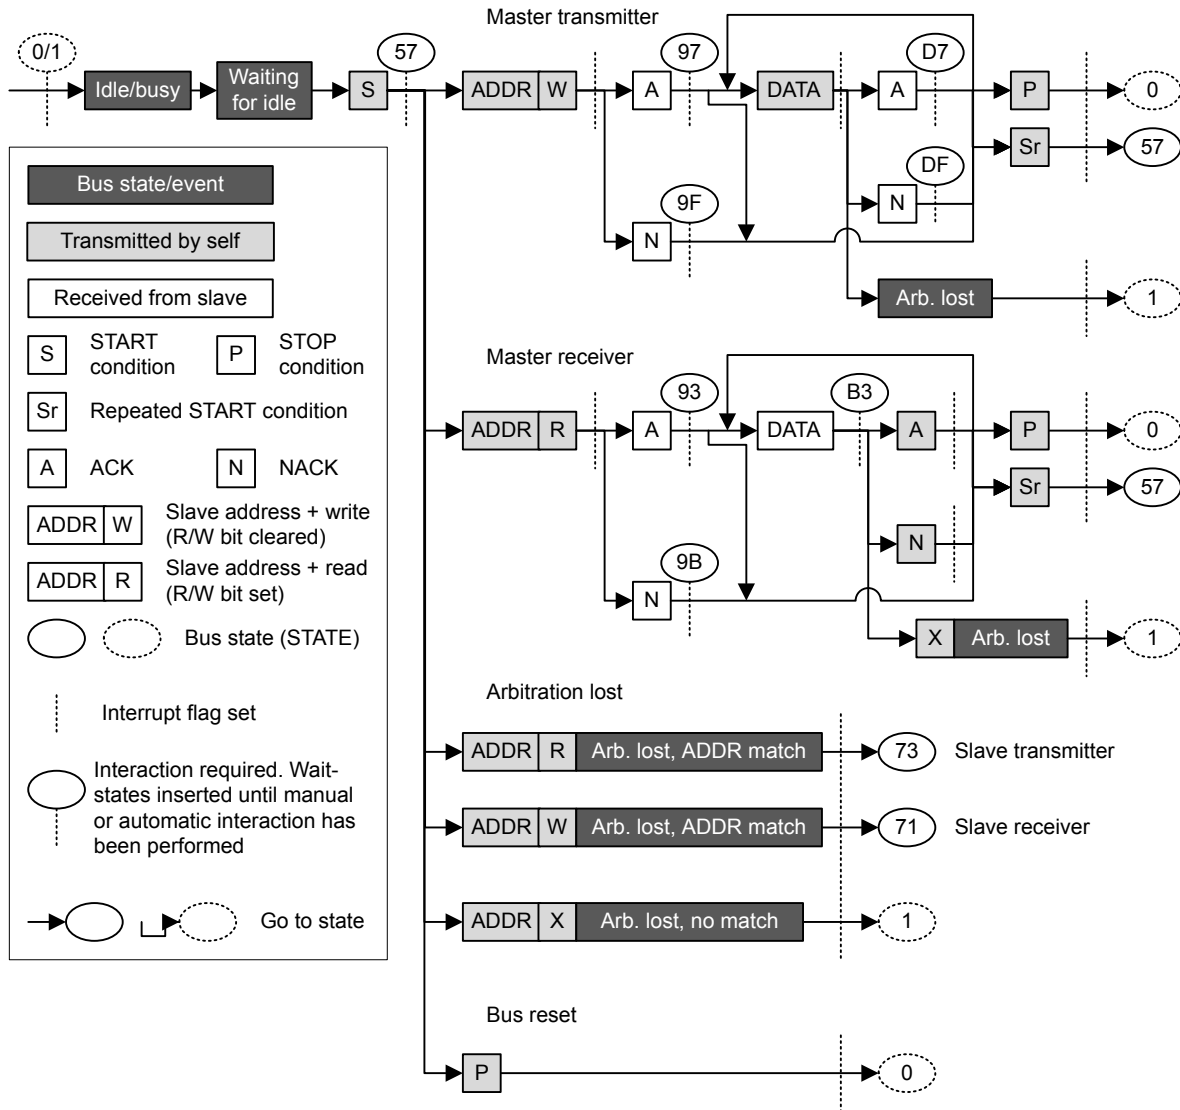 Master transmitter
0/1
57
97
D7
Idle/busy
Waiting
for idle
S
ADDR W
A
DATA
A
P
0
Sr
57
DF
N
9F
N
Arb. lost
1
Bus state/event
Transmitted by self
Received from slave
S START
condition
P STOP
condition
Sr Repeated START condition
A ACK
N NACK
ADDR W Slave address + write
(R/W bit cleared)
ADDR R Slave address + read
(R/W bit set)
Bus state (STATE)
Interrupt flag set
Interaction required. Wait-
states inserted until manual
or automatic interaction has
been performed
Go to state
Master receiver
93
B3
ADDR R
A
DATA
A
P
0
Sr
57
N
9B
N
X Arb. lost
1
Arbitration lost
ADDR R Arb. lost, ADDR match
73
Slave transmitter
ADDR W Arb. lost, ADDR match
71
Slave receiver
ADDR X Arb. lost, no match
1
Bus reset
P
0